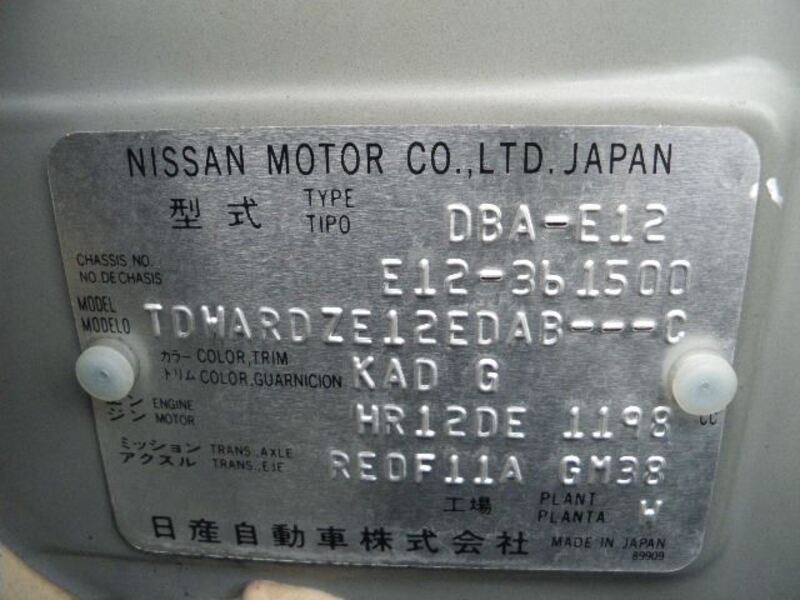 NISSAN MOTOR CO.,LTD. JAPAN
型式 TYPE TIPO DBA-E12
CHASSIS NO. NO.DE CHASIS E12-361500
MODEL MODELO TDWARDZE12EDAB---C
カラー COLOR,TRIM
トリム COLOR,GUARNICION KAD G
ン ENGINE
ジン MOTOR HR12DE 1198 CC
ミッション TRANS.,AXLE
アクスル TRANS.,EJE REDF11A GM38
工場 PLANT PLANTA W
日産自動車株式会社 MADE IN JAPAN
89909